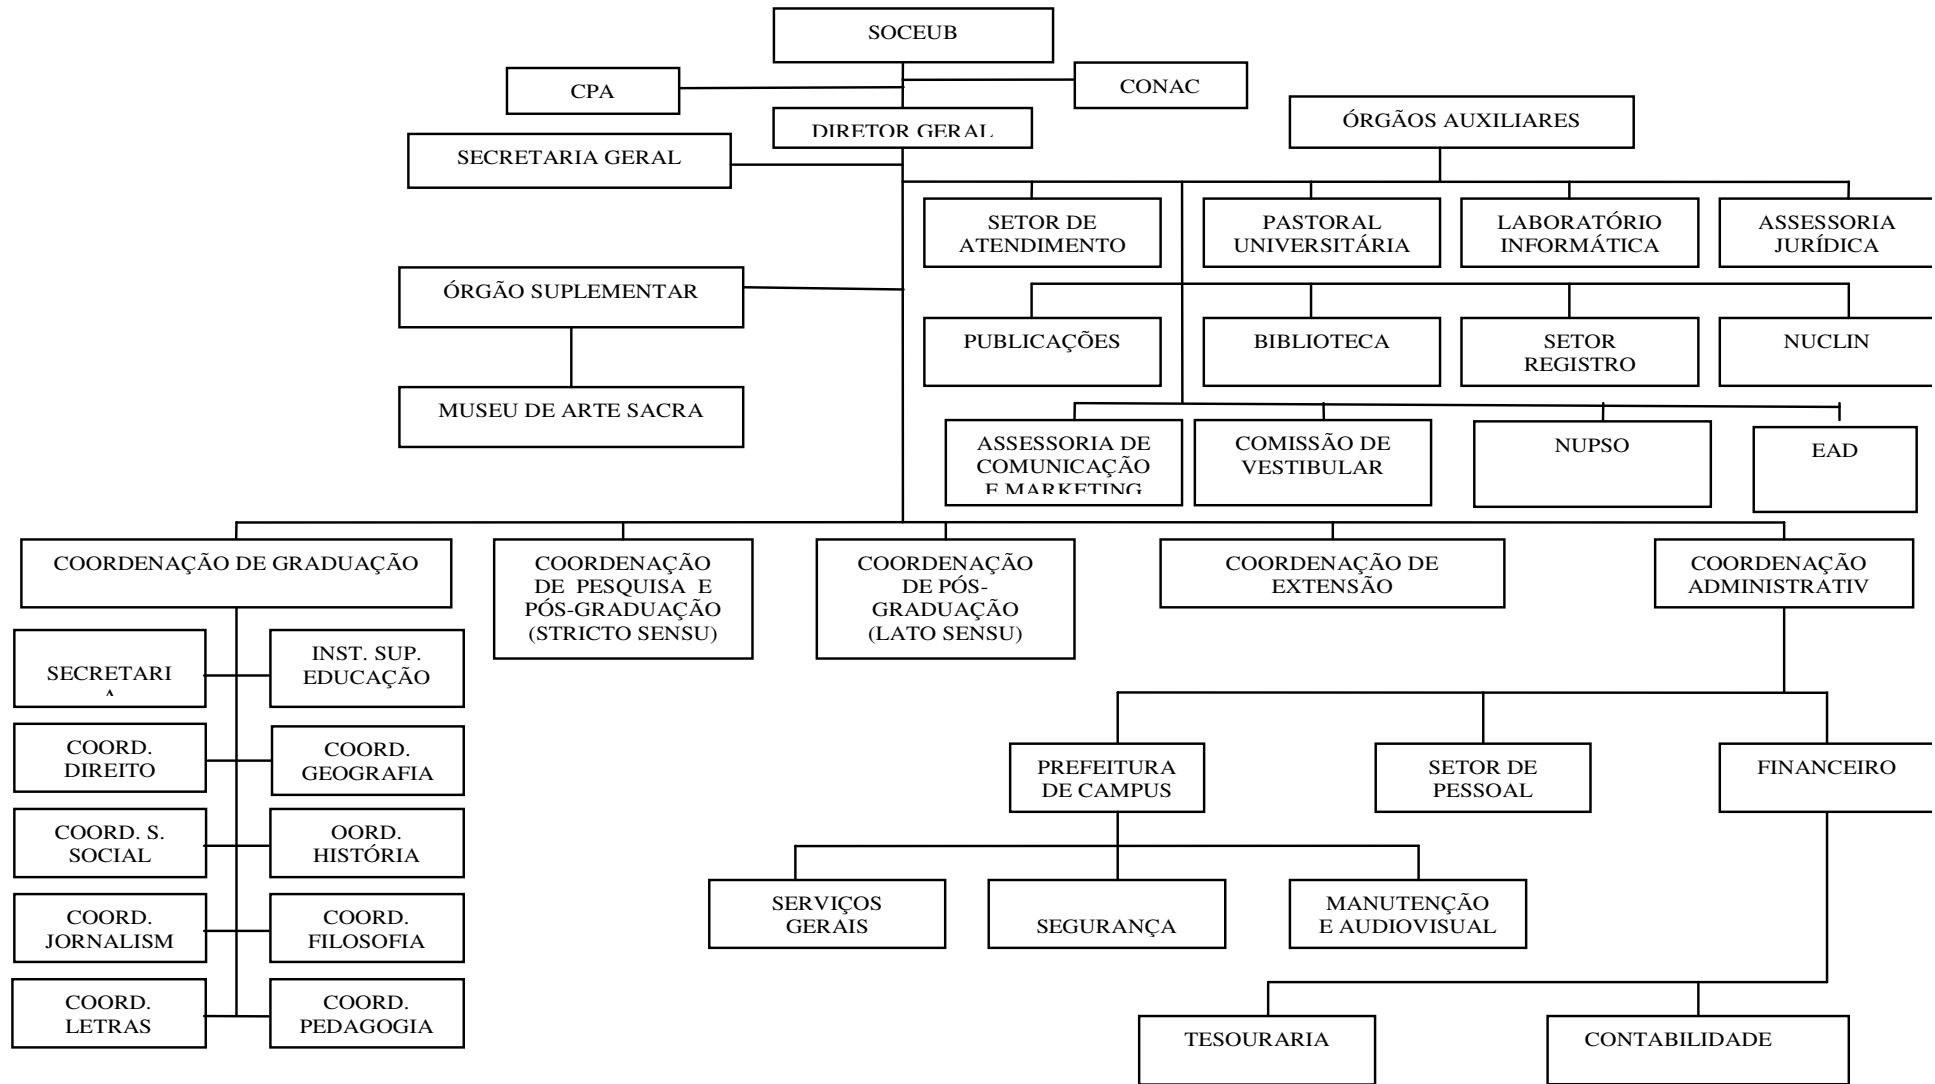 SOCEUB
CPA
CONAC
DIRETOR GERAL
ÓRGÃOS AUXILIARES
SECRETARIA GERAL
SETOR DE
ATENDIMENTO
PASTORAL
UNIVERSITÁRIA
LABORATÓRIO
INFORMÁTICA
ASSESSORIA
JURÍDICA
ÓRGÃO SUPLEMENTAR
PUBLICAÇÕES
BIBLIOTECA
SETOR
REGISTRO
NUCLIN
MUSEU DE ARTE SACRA
ASSESSORIA DE
COMUNICAÇÃO
E MARKETING
COMISSÃO DE
VESTIBULAR
NUPSO
EAD
COORDENAÇÃO DE GRADUAÇÃO
COORDENAÇÃO
DE PESQUISA E
PÓS-GRADUAÇÃO
(STRICTO SENSU)
COORDENAÇÃO
DE PÓS-
GRADUAÇÃO
(LATO SENSU)
COORDENAÇÃO DE
EXTENSÃO
COORDENAÇÃO
ADMINISTRATIV
SECRETARI
A
INST. SUP.
EDUCAÇÃO
COORD.
DIREITO
COORD.
GEOGRAFIA
PREFEITURA
DE CAMPUS
SETOR DE
PESSOAL
FINANCEIRO
COORD. S.
SOCIAL
OORD.
HISTÓRIA
SERVIÇOS
GERAIS
SEGURANÇA
MANUTENÇÃO
E AUDIOVISUAL
COORD.
JORNALISM
COORD.
FILOSOFIA
COORD.
LETRAS
COORD.
PEDAGOGIA
TESOURARIA
CONTABILIDADE